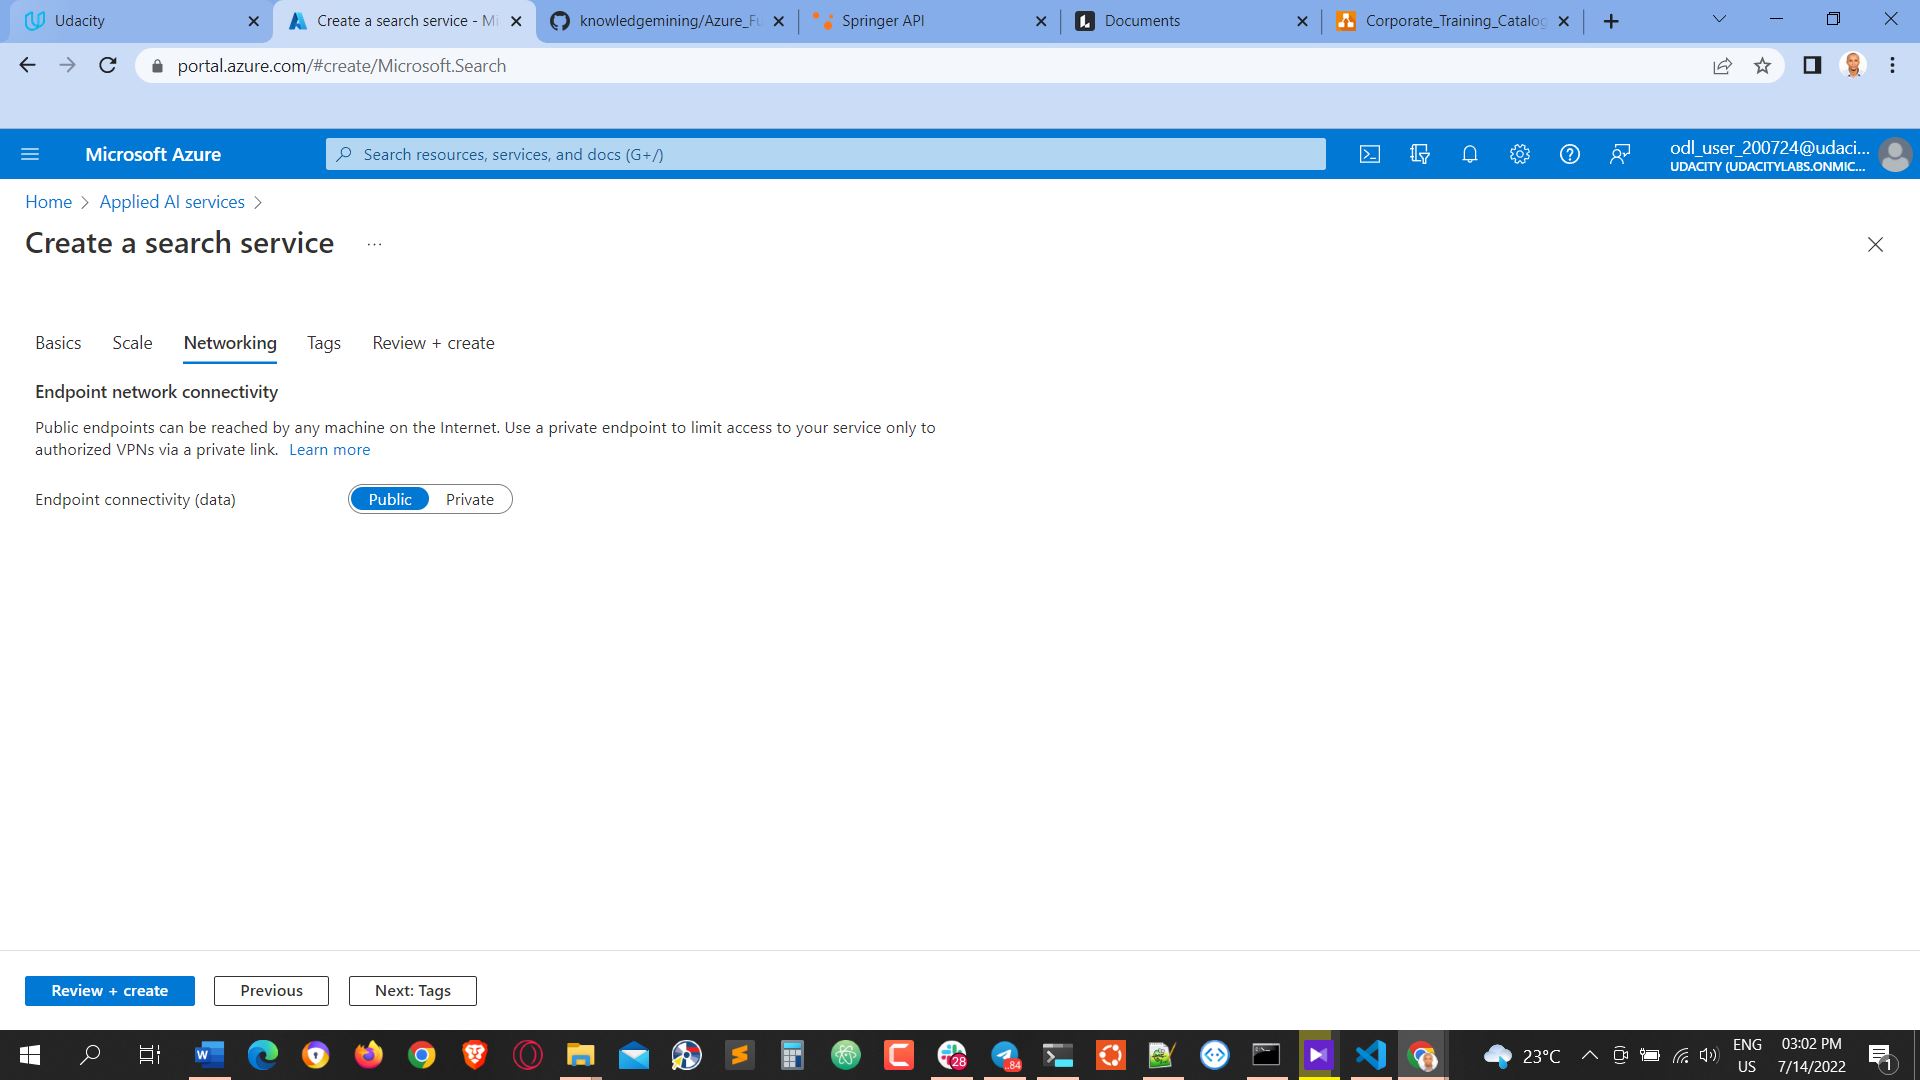 Udacity
Create a search service - Mi
knowledgemining/Azure_Fu
Springer API
Documents
Corporate_Training_Catalog
portal.azure.com/#create/Microsoft.Search
Microsoft Azure
Search resources, services, and docs (G+/)
odl_user_200724@udaci...
UDACITY (UDACITYLABS.ONMIC...
Home
Applied AI services
Create a search service
...
Basics
Scale
Networking
Tags
Review + create
Endpoint network connectivity
Public endpoints can be reached by any machine on the Internet. Use a private endpoint to limit access to your service only to
authorized VPNs via a private link. Learn more
Endpoint connectivity (data)
Public
Private
Review + create
Previous
Next: Tags
28
84
23°C
ENG
US
03:02 PM
7/14/2022
1